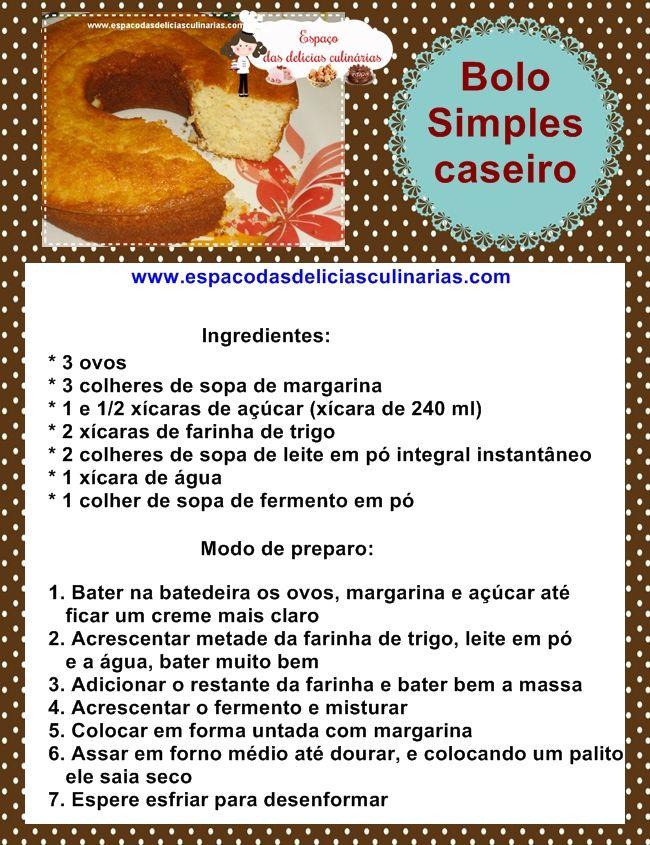 www.espacodasdeliciasculinarias.com
Espaço
das delicias culinárias
Bolo
Simples
caseiro
www.espacodasdeliciasculinarias.com
Ingredientes:
* 3 ovos
* 3 colheres de sopa de margarina
* 1 e 1/2 xícaras de açúcar (xícara de 240 ml)
* 2 xícaras de farinha de trigo
* 2 colheres de sopa de leite em pó integral instantâneo
* 1 xícara de água
* 1 colher de sopa de fermento em pó
Modo de preparo:
1. Bater na batedeira os ovos, margarina e açúcar até
ficar um creme mais claro
2. Acrescentar metade da farinha de trigo, leite em pó
e a água, bater muito bem
3. Adicionar o restante da farinha e bater bem a massa
4. Acrescentar o fermento e misturar
5. Colocar em forma untada com margarina
6. Assar em forno médio até dourar, e colocando um palito
ele saia seco
7. Espere esfriar para desenformar